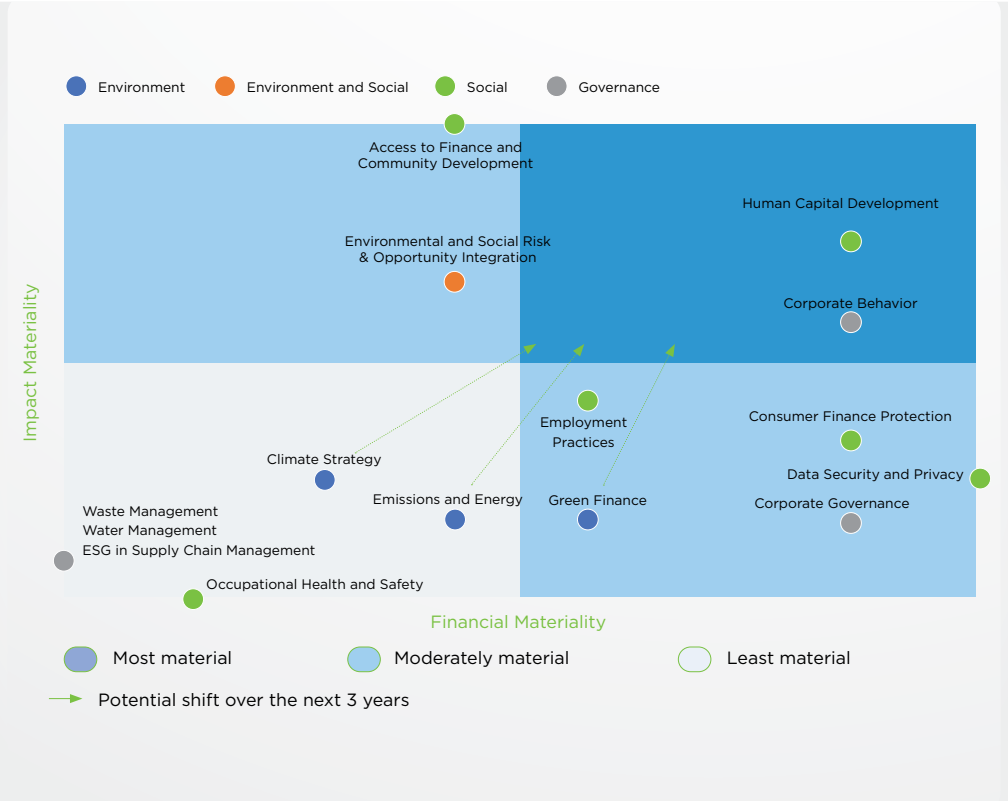 Environment
Environment and Social
Social
Governance
Access to Finance and
Community Development
Human Capital Development
Environmental and Social Risk
& Opportunity Integration
Corporate Behavior
Impact Materiality
Employment
Practices
Consumer Finance Protection
Climate Strategy
Data Security and Privacy
Emissions and Energy
Green Finance
Corporate Governance
Waste Management
Water Management
ESG in Supply Chain Management
Occupational Health and Safety
Financial Materiality
Most material
Moderately material
Least material
Potential shift over the next 3 years